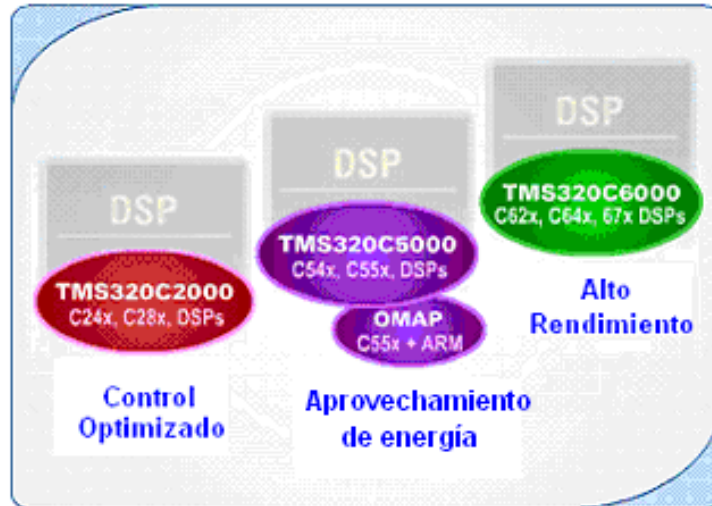 DSP
TMS320C2000
C24x, C28x, DSPs
Control
Optimizado
DSP
TMS320C5000
C54x, C55x, DSPs
OMAP
C55x + ARM
Aprovechamiento
de energía
DSP
TMS320C6000
C62x, C64x, 67x DSPs
Alto
Rendimiento